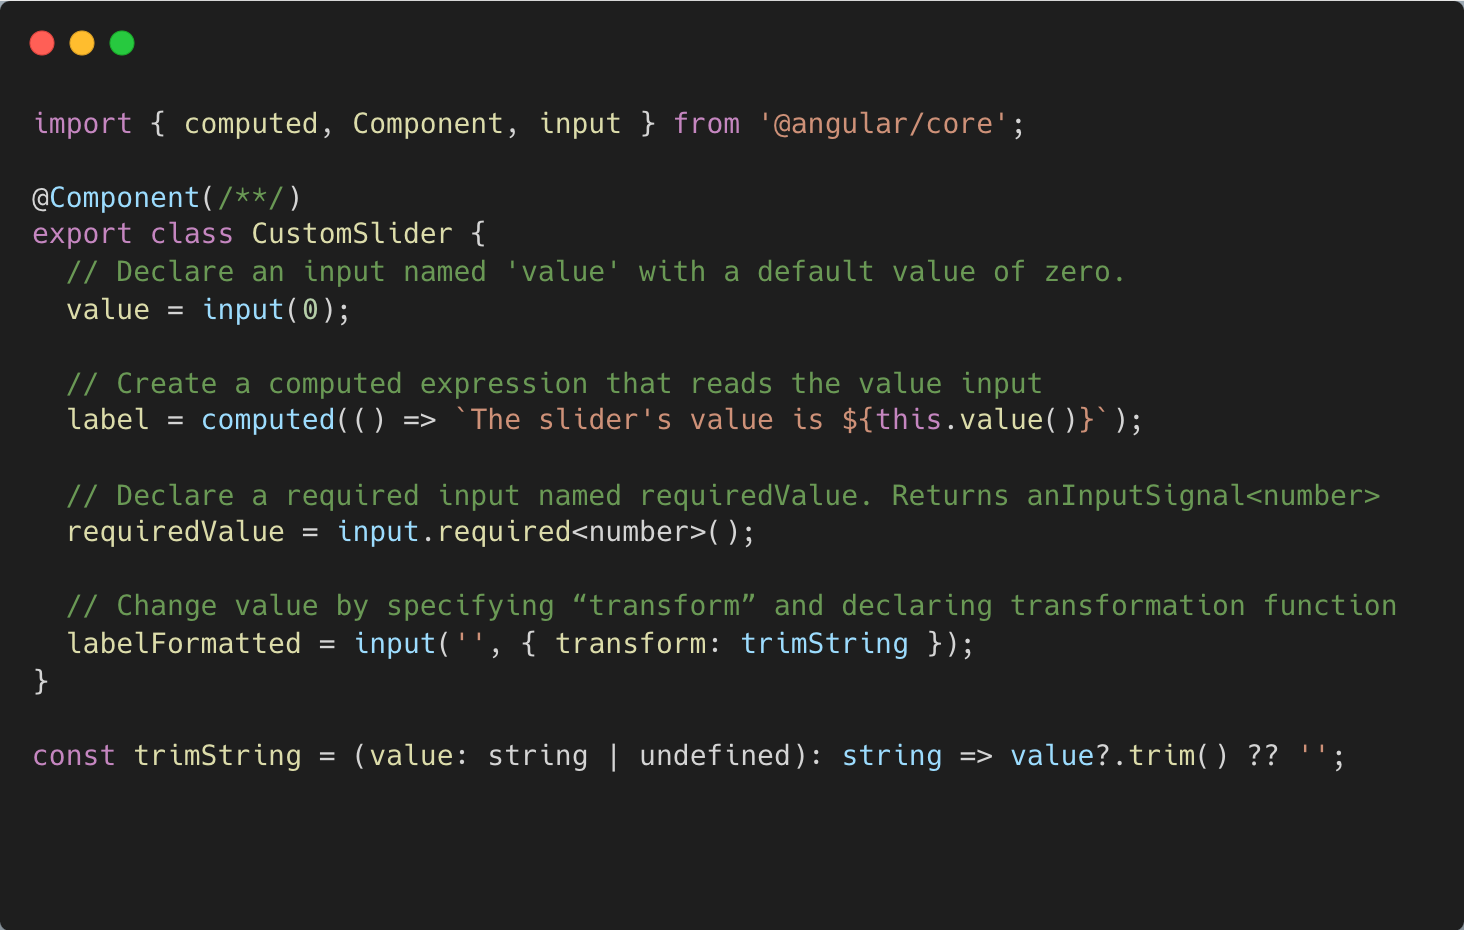 import { computed, Component, input } from '@angular/core';
@Component(/**/)
export class CustomSlider {
// Declare an input named 'value' with a default value of zero.
value = input(0);
// Create a computed expression that reads the value input
label = computed(() => `The slider's value is ${this.value()}`);
// Declare a required input named requiredValue. Returns anInputSignal<number>
requiredValue = input.required<number>();
// Change value by specifying “transform” and declaring transformation function
labelFormatted = input('', { transform: trimString });
}
const trimString = (value: string | undefined): string => value?.trim() ?? '';